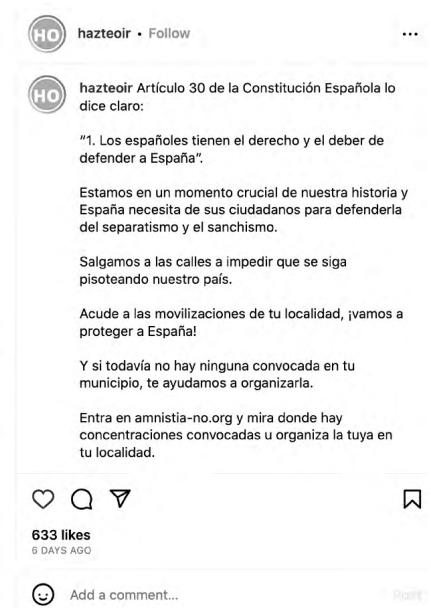 HO hazteoir • Follow ...
HO hazteoir Artículo 30 de la Constitución Española lo
dice claro:
“1. Los españoles tienen el derecho y el deber de
defender a España”.
Estamos en un momento crucial de nuestra historia y
España necesita de sus ciudadanos para defenderla
del separatismo y el sanchismo.
Salgamos a las calles a impedir que se siga
pisoteando nuestro país.
Acude a las movilizaciones de tu localidad, ¡vamos a
proteger a España!
Y si todavía no hay ninguna convocada en tu
municipio, te ayudamos a organizarla.
Entra en amnistia-no.org y mira donde hay
concentraciones convocadas u organiza la tuya en
tu localidad.
633 likes
6 DAYS AGO
Add a comment... Post